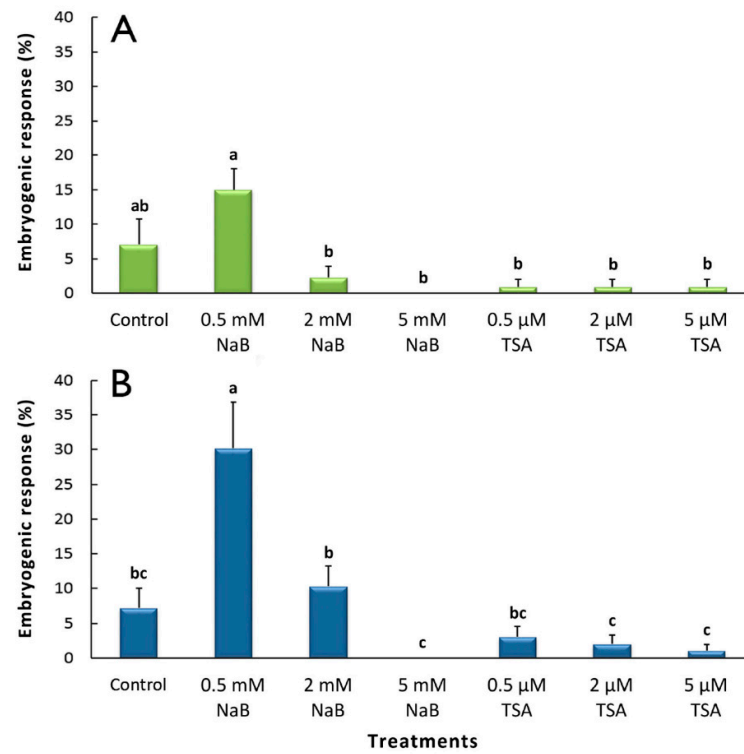 A
Embryogenic response (%)
40
35
30
25
20
15
10
5
0
ab
a
b
b
b
b
b
Control
0.5 mM NaB
2 mM NaB
5 mM NaB
0.5 µM TSA
2 µM TSA
5 µM TSA
B
Embryogenic response (%)
40
35
30
25
20
15
10
5
0
bc
a
b
c
bc
c
c
Control
0.5 mM NaB
2 mM NaB
5 mM NaB
0.5 µM TSA
2 µM TSA
5 µM TSA
Treatments